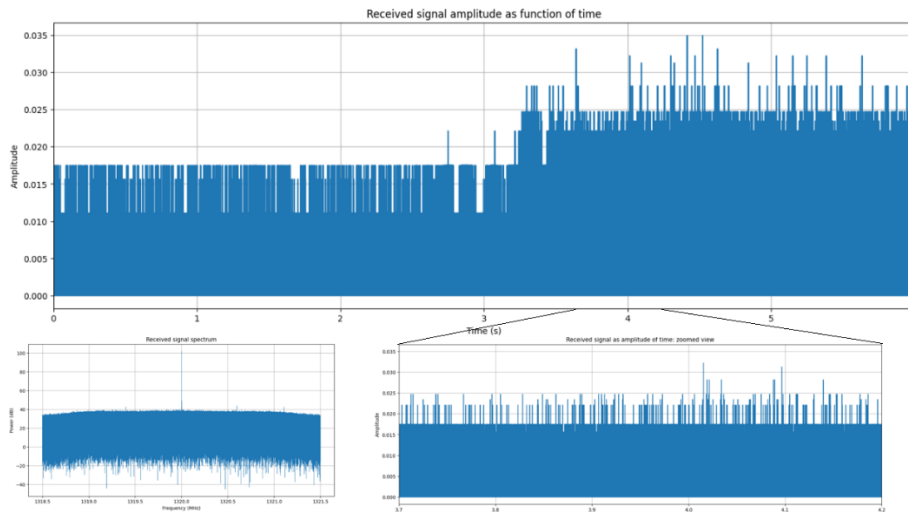 Received signal amplitude as function of time
0.035
0.030
0.025
0.020
0.015
0.010
0.005
0.000
Amplitude
0 1 2 3 4 5
Time (s)
Received signal spectrum
100
80
60
40
20
0
−20
−40
Power (dB)
1318.5 1319.0 1319.5 1320.0 1320.5 1321.0 1321.5
Frequency (MHz)
Received signal as amplitude of time: zoomed view
0.035
0.030
0.025
0.020
0.015
0.010
0.005
0.000
Amplitude
3.7 3.8 3.9 4.0 4.1 4.2